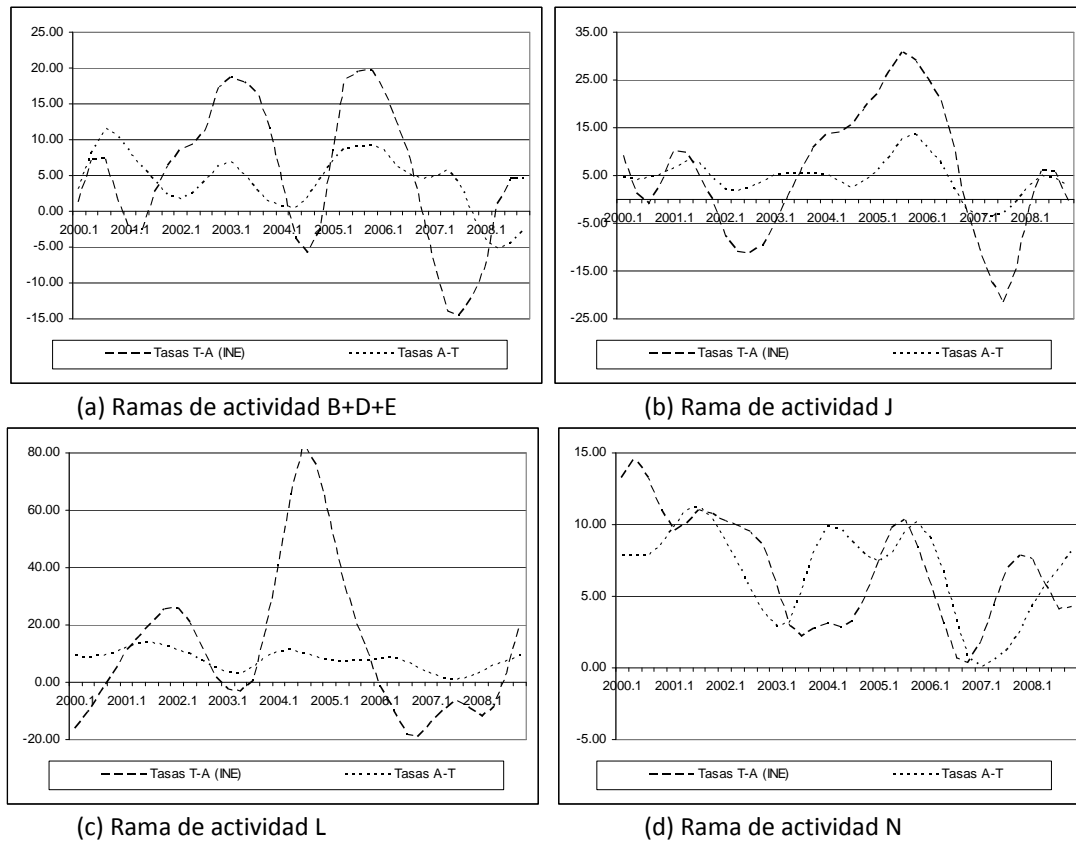 25.00
20.00
15.00
10.00
5.00
0.00
-5.00
-10.00
-15.00
2000.1 2001.1 2002.1 2003.1 2004.1 2005.1 2006.1 2007.1 2008.1
Tasas T-A (INE) Tasas A-T
(a) Ramas de actividad B+D+E
35.00
25.00
15.00
5.00
-5.00
-15.00
-25.00
2000.1 2001.1 2002.1 2003.1 2004.1 2005.1 2006.1 2007.1 2008.1
Tasas T-A (INE) Tasas A-T
(b) Rama de actividad J
80.00
60.00
40.00
20.00
0.00
-20.00
2000.1 2001.1 2002.1 2003.1 2004.1 2005.1 2006.1 2007.1 2008.1
Tasas T-A (INE) Tasas A-T
(c) Rama de actividad L
15.00
10.00
5.00
0.00
-5.00
2000.1 2001.1 2002.1 2003.1 2004.1 2005.1 2006.1 2007.1 2008.1
Tasas T-A (INE) Tasas A-T
(d) Rama de actividad N